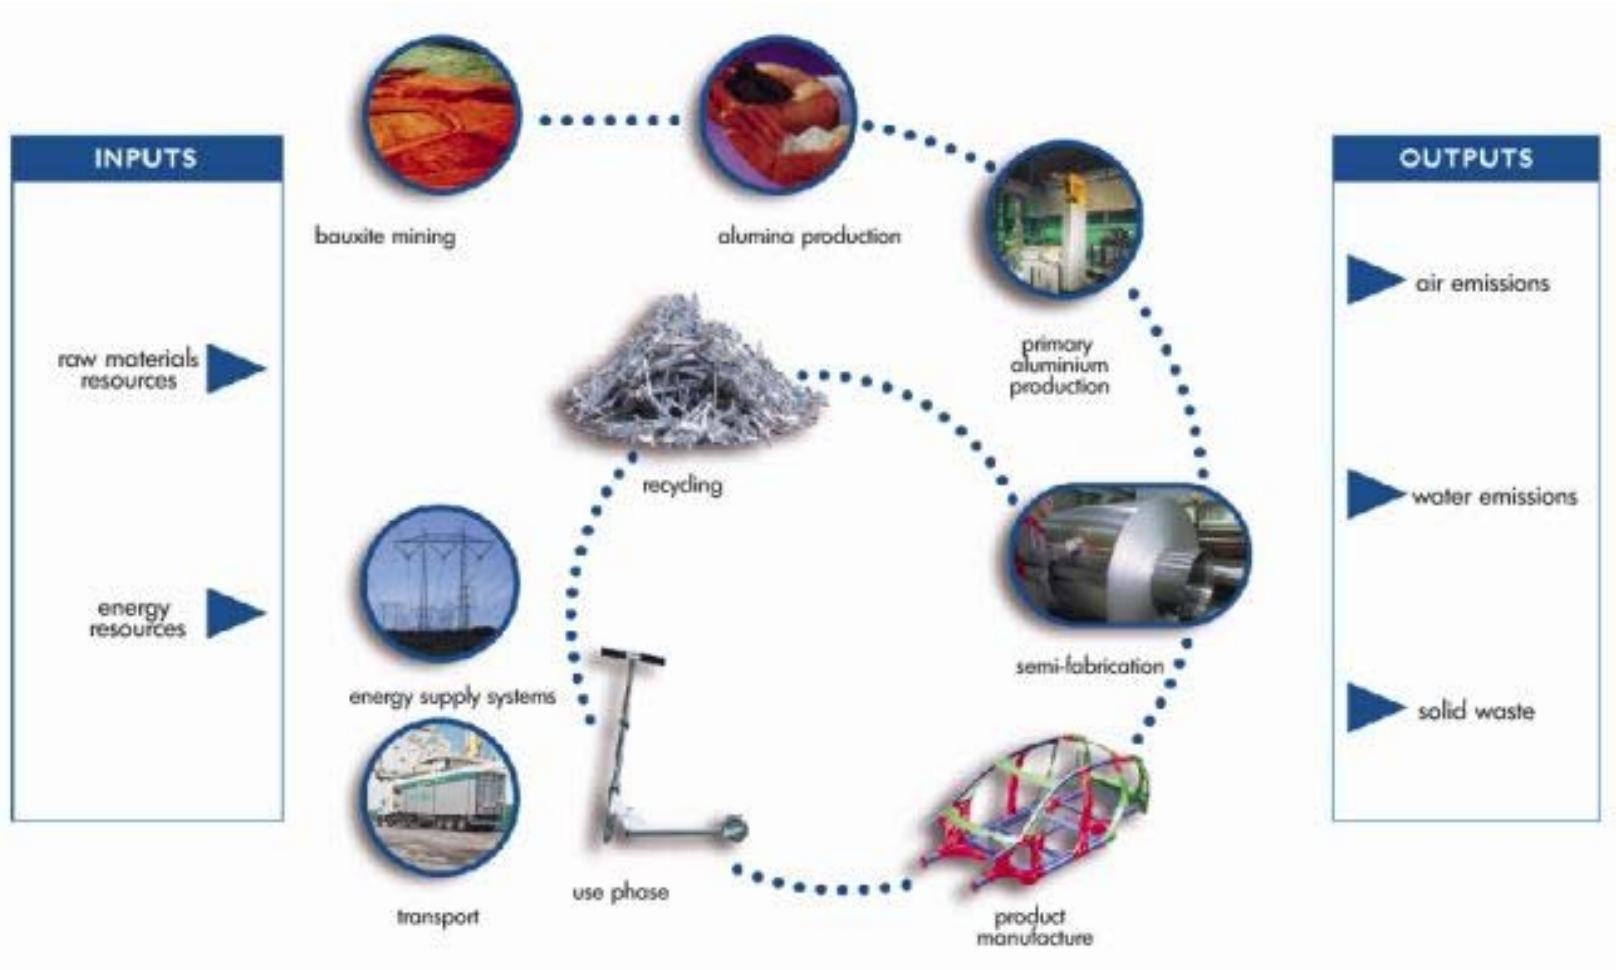 INPUTS
raw materials
resources
energy
resources
bauxite mining
alumina production
primary
aluminium
production
recycling
energy supply systems
semi-fabrication
transport
use phase
product
manufacture
OUTPUTS
air emissions
water emissions
solid waste